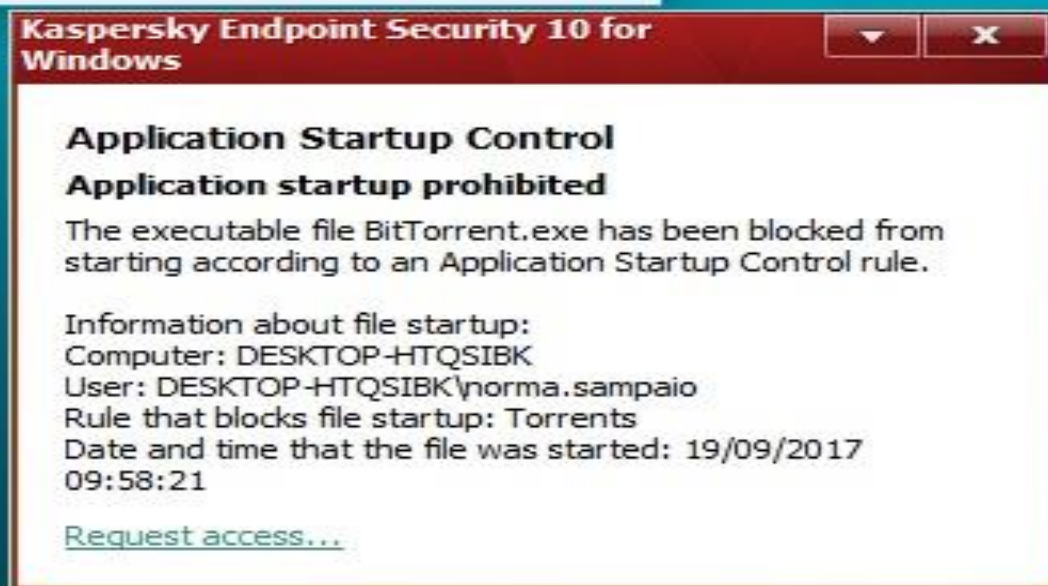 Kaspersky Endpoint Security 10 for
Windows
Application Startup Control
Application startup prohibited
The executable file BitTorrent.exe has been blocked from
starting according to an Application Startup Control rule.
Information about file startup:
Computer: DESKTOP-HTQSIBK
User: DESKTOP-HTQSIBK\norma.sampaio
Rule that blocks file startup: Torrents
Date and time that the file was started: 19/09/2017
09:58:21
Request access...